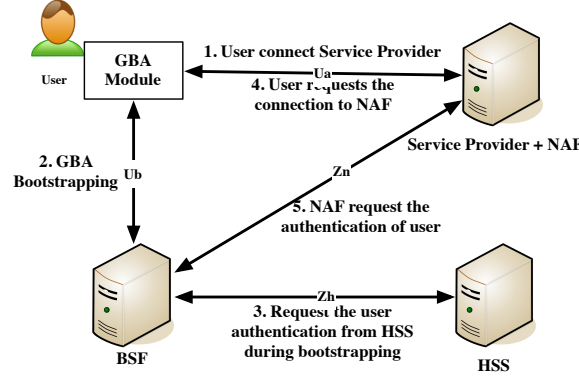 1. User connect Service Provider
GBA
Module
User
Ua
4. User requests the
connection to NAF
Service Provider + NAF
2. GBA
Bootstrapping
Ub
Zn
5. NAF request the
authentication of user
Zh
3. Request the user
authentication from HSS
during bootstrapping
BSF
HSS